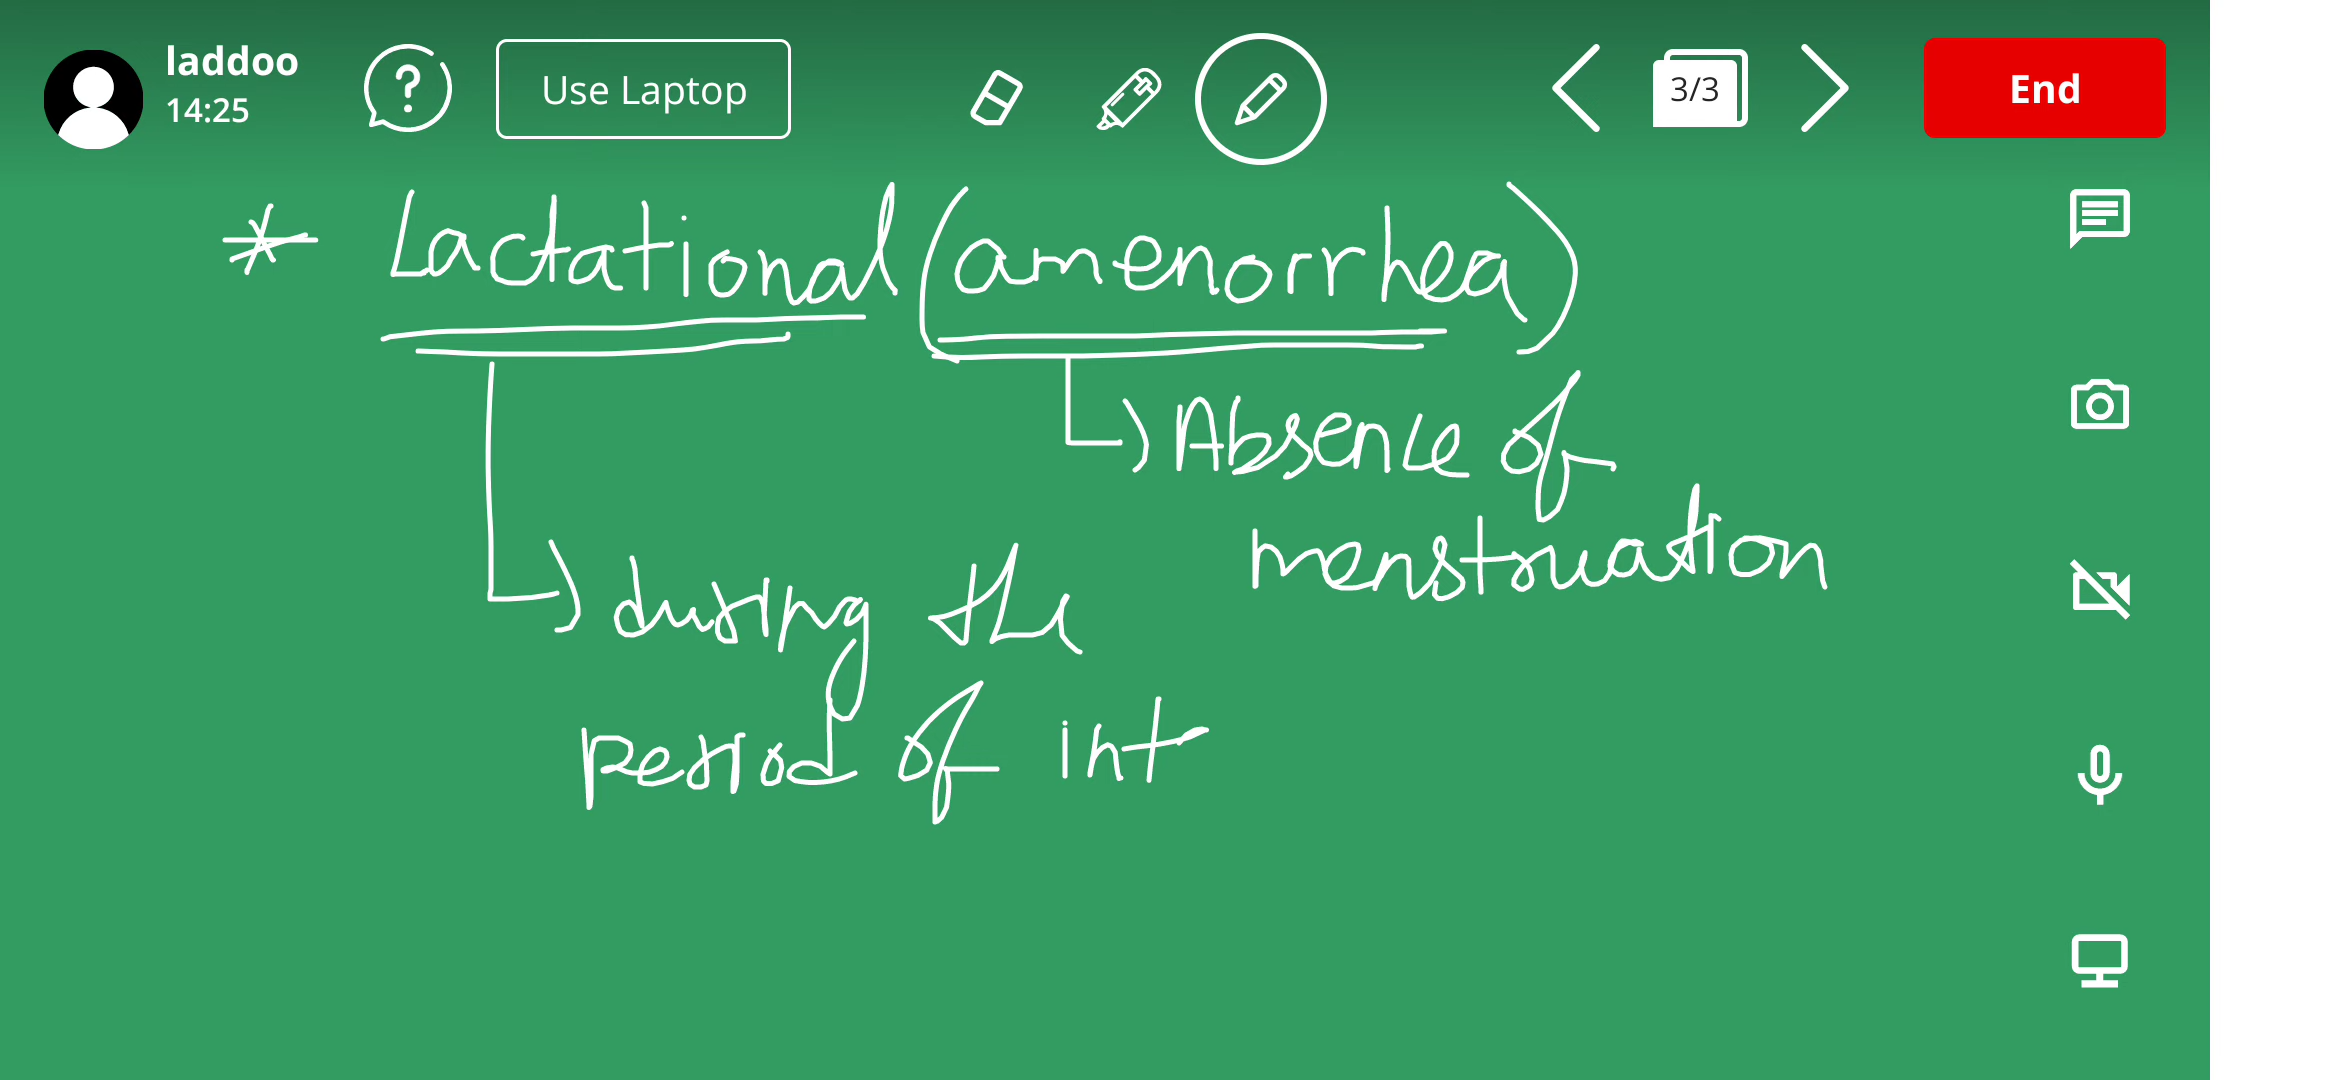 laddoo
14:25
Use Laptop
3/3
End
* Lactational (amenorrhea)
Absence of
menstruation
during the
period of int